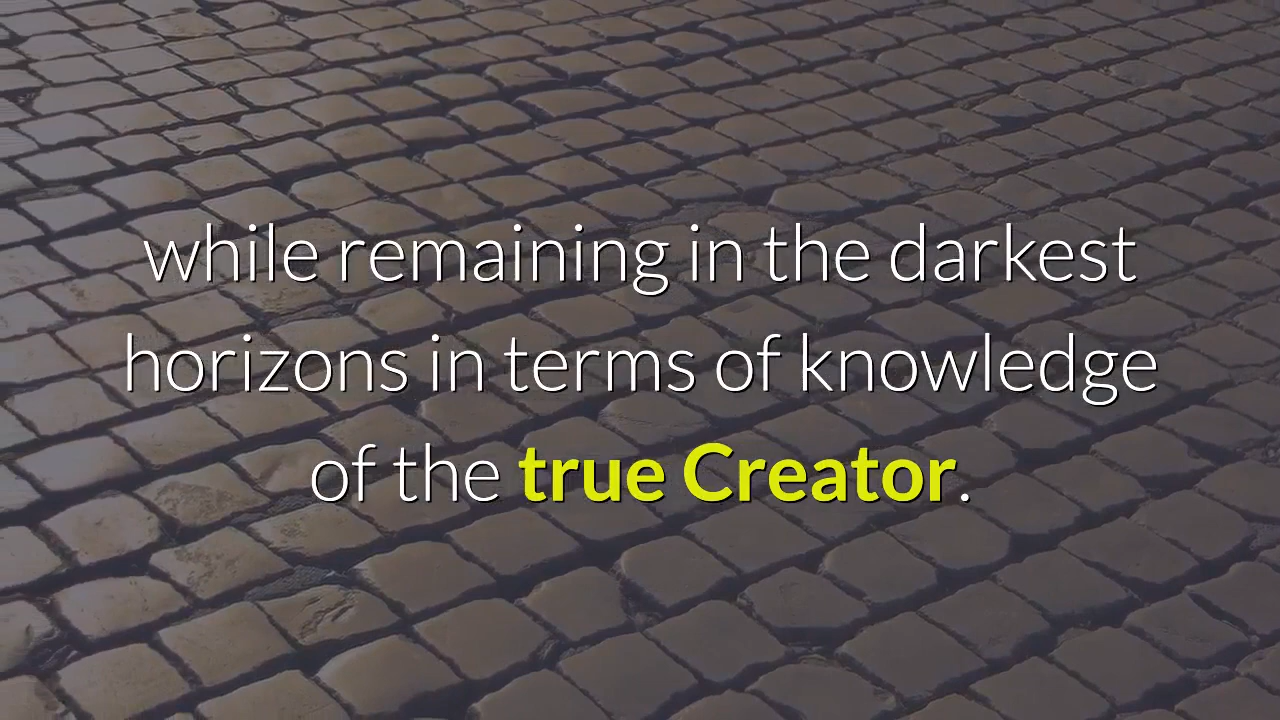 while remaining in the darkest
horizons in terms of knowledge
of the true Creator.